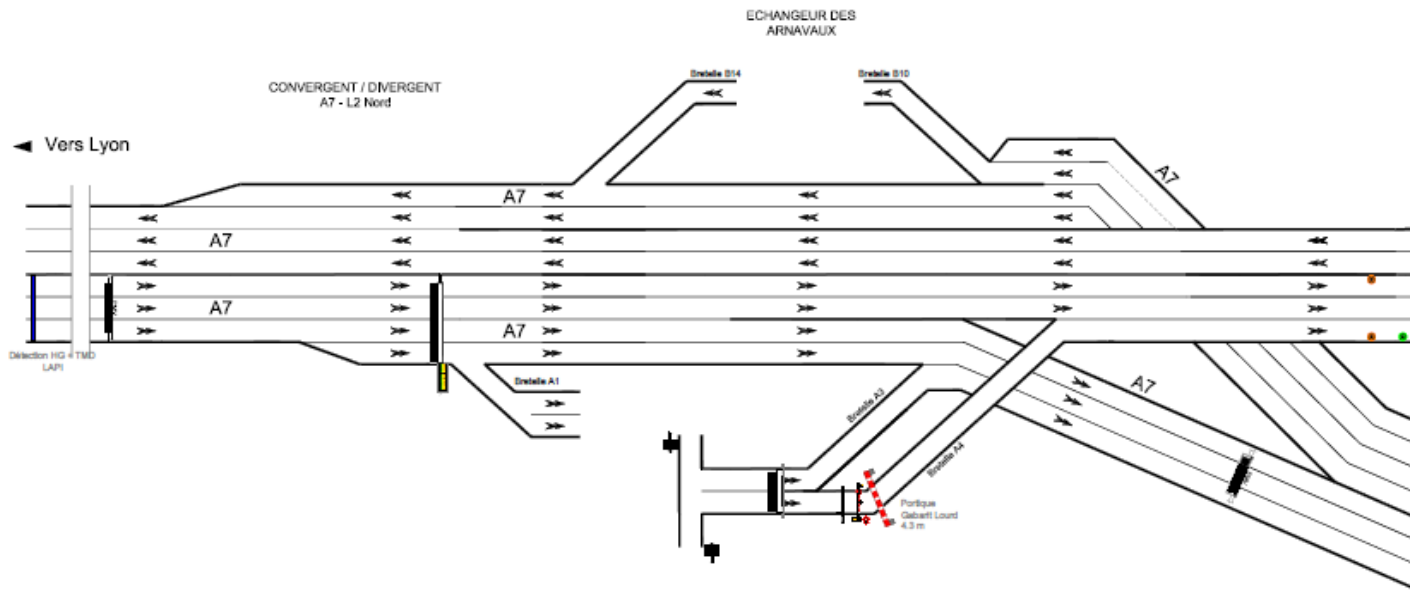 ECHANGEUR DES
ARNAVAUX
Bretelle B14
Bretelle B10
CONVERGENT / DIVERGENT
A7 - L2 Nord
Vers Lyon
A7
A7
A7
A7
A7
A7
Détection HG + TMD
LAPI
Bretelle A1
Bretelle A3
Bretelle A4
Portique
Gabarit Lourd
4.3 m